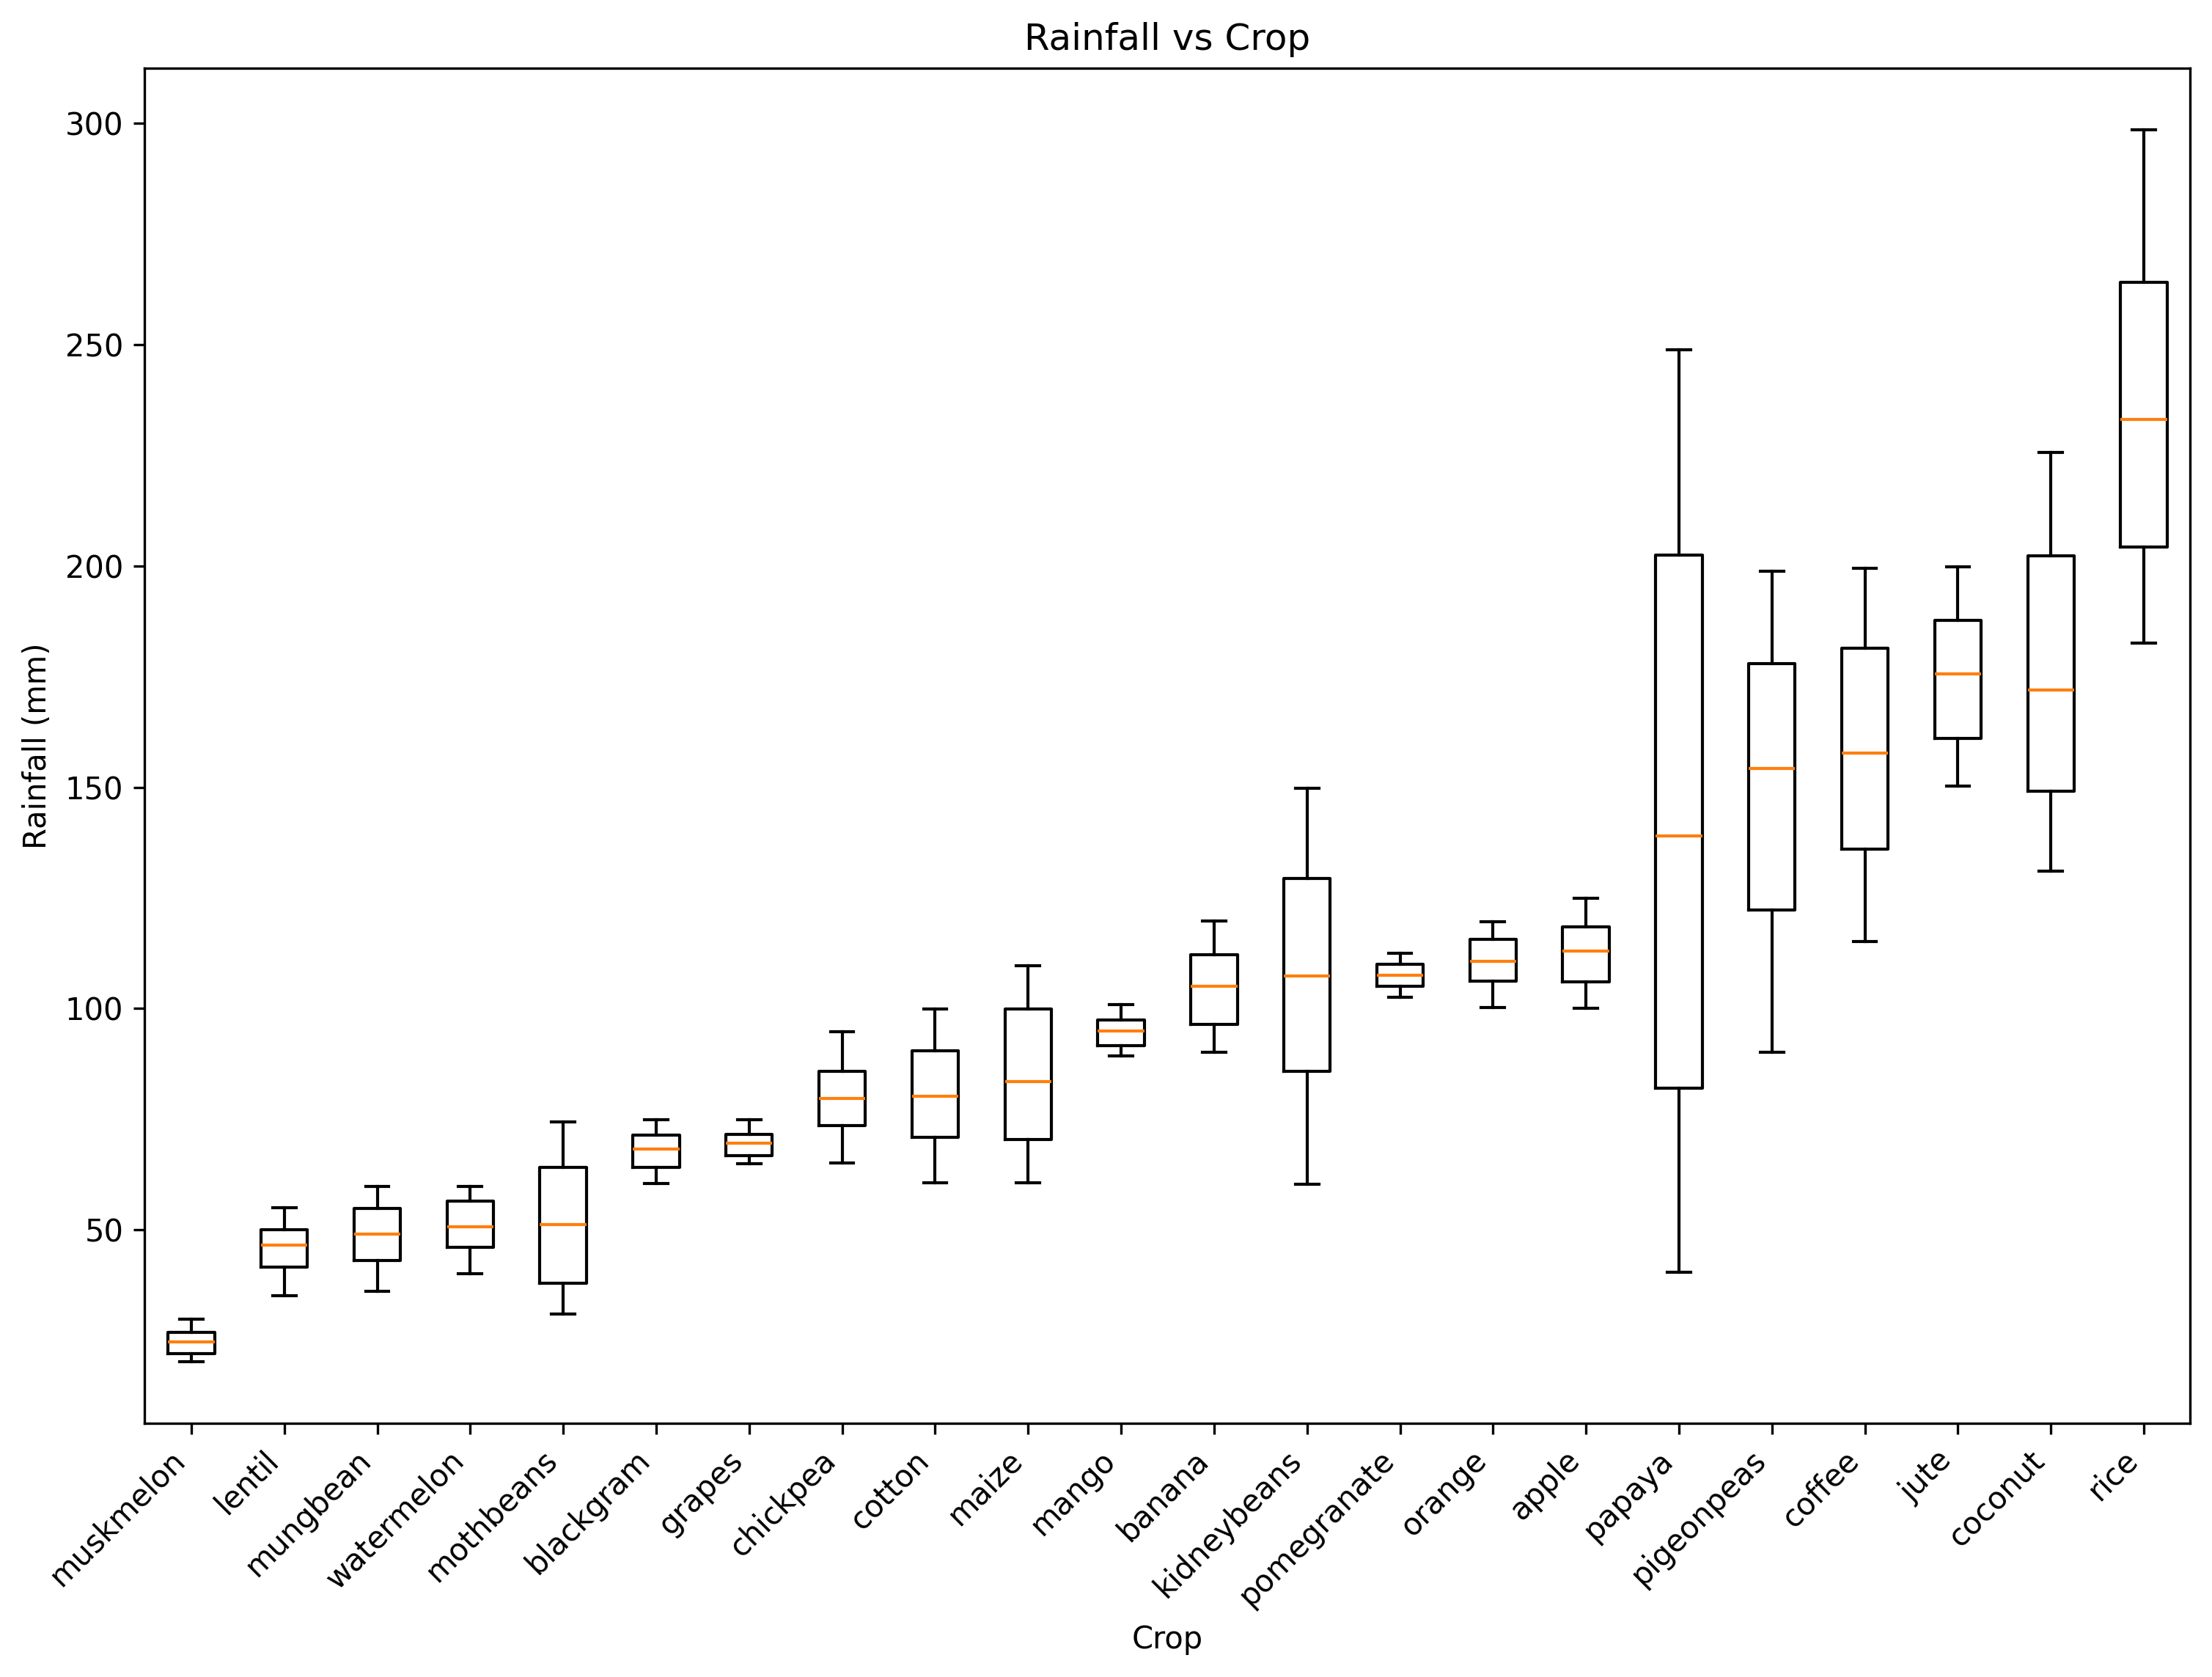 Rainfall vs Crop
Rainfall (mm)
300
250
200
150
100
50
muskmelon
lentil
mungbean
watermelon
mothbeans
blackgram
grapes
chickpea
cotton
maize
mango
banana
kidneybeans
pomegranate
orange
apple
papaya
pigeonpeas
coffee
jute
coconut
rice
Crop